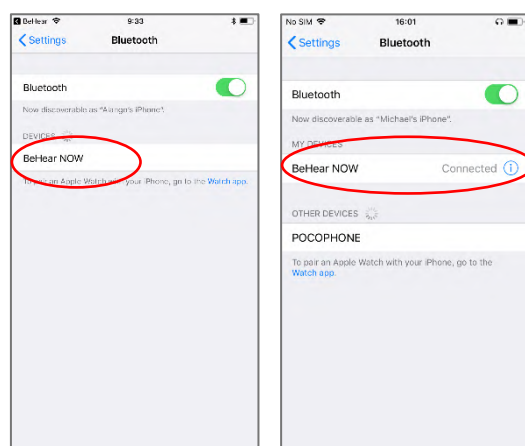 BeHear 9:33
Settings Bluetooth
Bluetooth
Now discoverable as "Alango's iPhone".
DEVICES
BeHear NOW
To pair an Apple Watch with your iPhone, go to the Watch app.
No SIM 16:01
Settings Bluetooth
Bluetooth
Now discoverable as "Michael's iPhone".
MY DEVICES
BeHear NOW Connected
OTHER DEVICES
POCOPHONE
To pair an Apple Watch with your iPhone, go to the
Watch app.